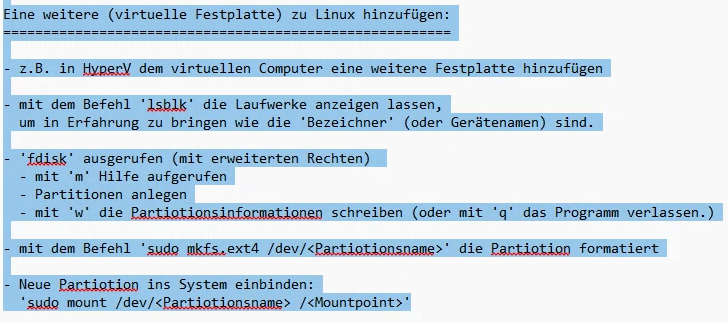 Eine weitere (virtuelle Festplatte) zu Linux hinzufügen:
========================================================
- z.B. in HyperV dem virtuellen Computer eine weitere Festplatte hinzufügen
- mit dem Befehl 'lsblk' die Laufwerke anzeigen lassen,
um in Erfahrung zu bringen wie die 'Bezeichner' (oder Gerätenamen) sind.
- 'fdisk' ausgerufen (mit erweiterten Rechten)
- mit 'm' Hilfe aufgerufen
- Partitionen anlegen
- mit 'w' die Partiotionsinformationen schreiben (oder mit 'q' das Programm verlassen.)
- mit dem Befehl 'sudo mkfs.ext4 /dev/<Partiotionsname>' die Partiotion formatiert
- Neue Partiotion ins System einbinden:
'sudo mount /dev/<Partiotionsname> /<Mountpoint>'